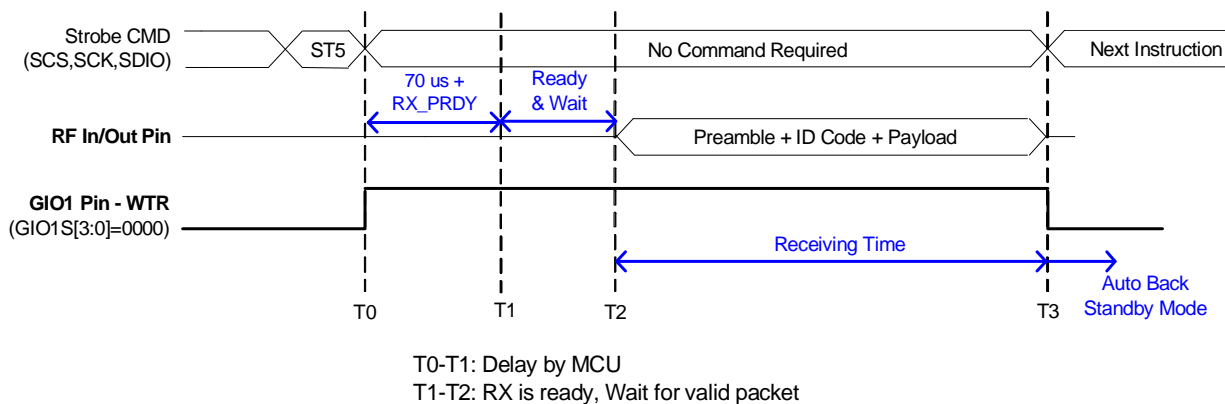 Strobe CMD
(SCS,SCK,SDIO)
ST5
No Command Required
Next Instruction
70 us +
RX_PRDY
Ready
& Wait
RF In/Out Pin
Preamble + ID Code + Payload
GIO1 Pin - WTR
(GIO1S[3:0]=0000)
Receiving Time
Auto Back
Standby Mode
T0
T1
T2
T3
T0-T1: Delay by MCU
T1-T2: RX is ready, Wait for valid packet